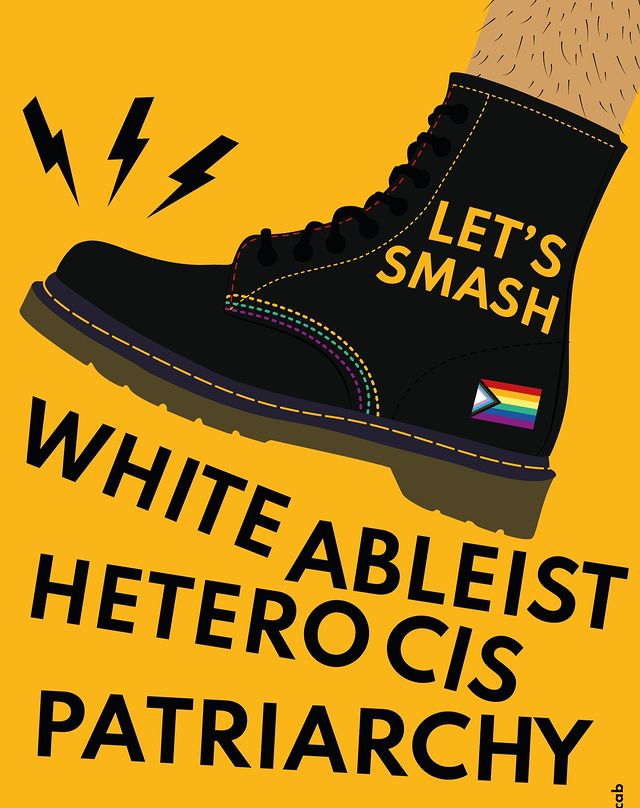 LET'S
SMASH
WHITE ABLEIST
HETERO CIS
PATRIARCHY
cab